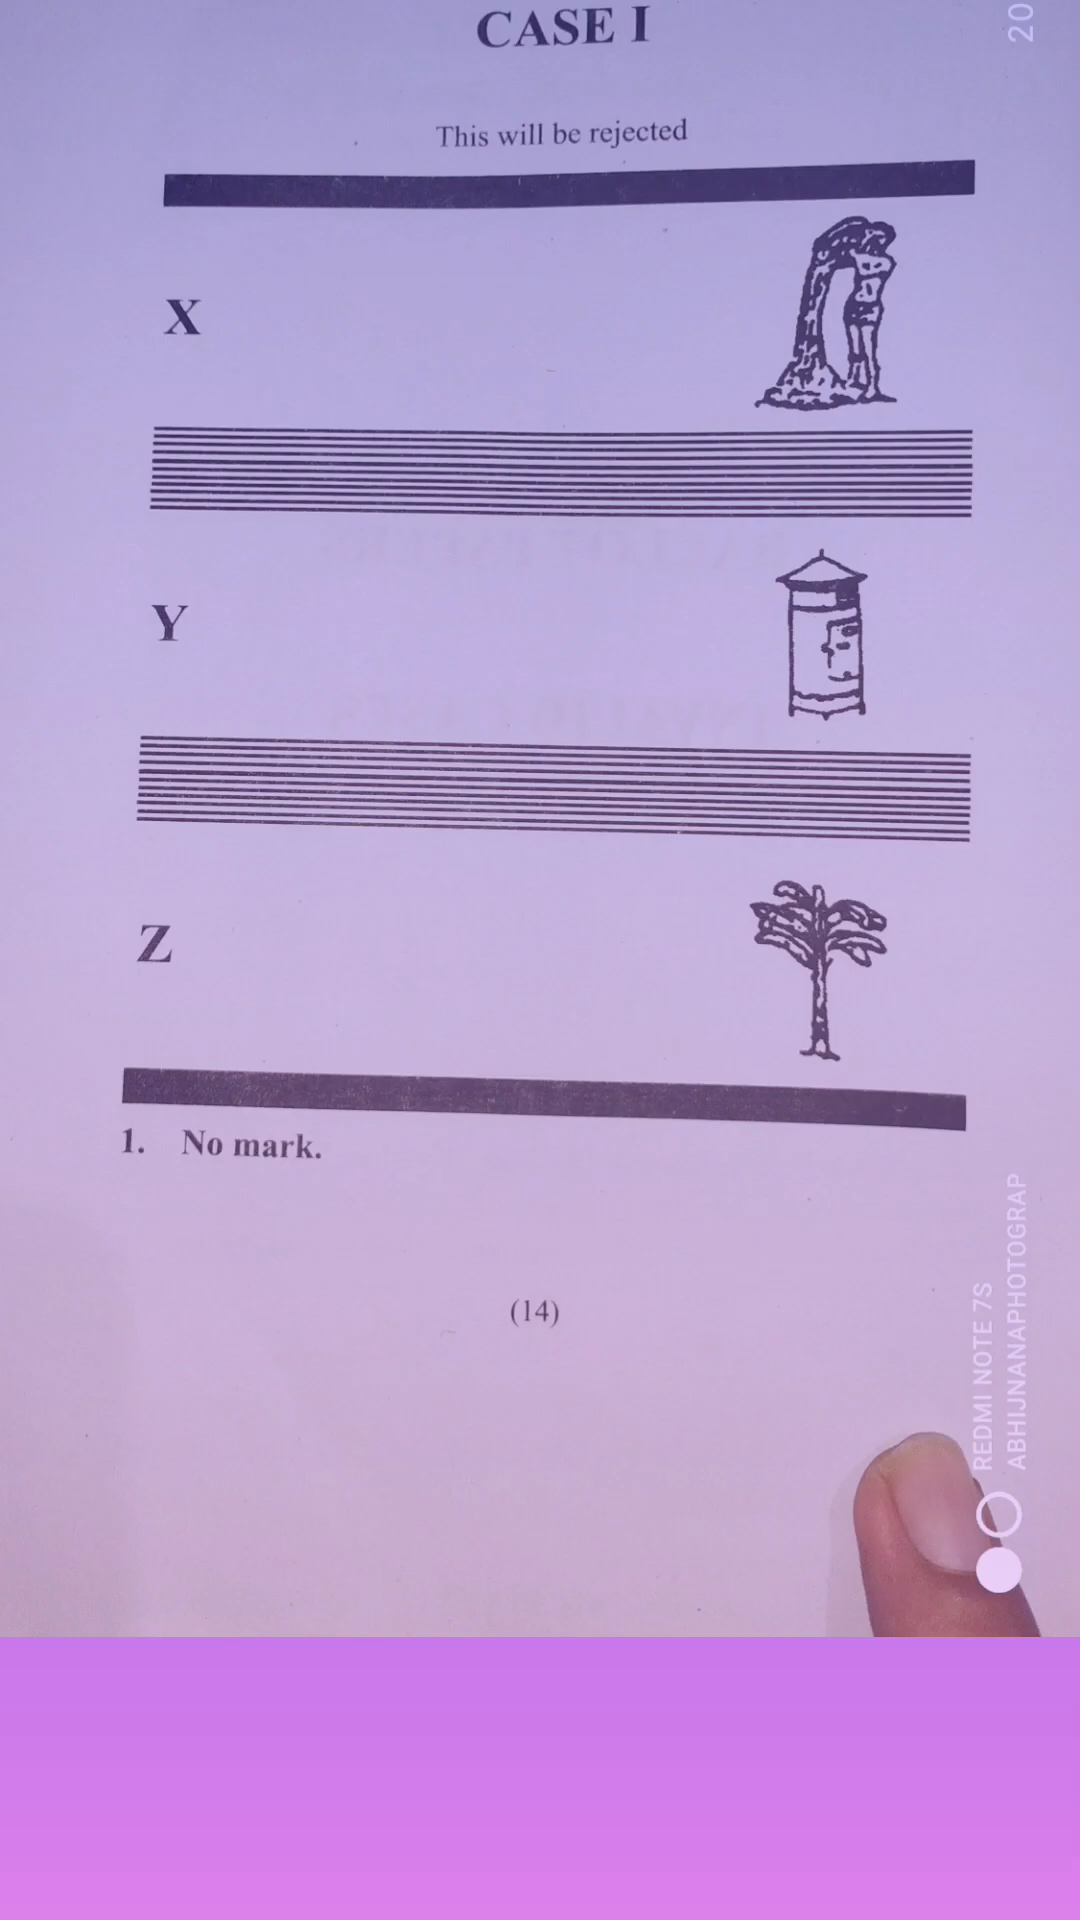 CASE I
This will be rejected
X
Y
Z
1. No mark.
(14)
20
REDMI NOTE 7S
ABHIJNANAPHOTOGRAP